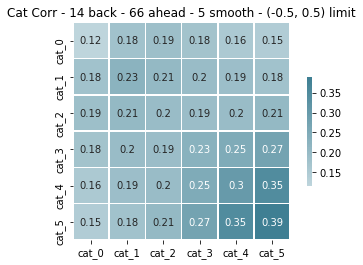 Cat Corr - 14 back - 66 ahead - 5 smooth - (-0.5, 0.5) limit
cat_0 0.12 0.18 0.19 0.18 0.16 0.15
cat_1 0.18 0.23 0.21 0.2 0.19 0.18
cat_2 0.19 0.21 0.2 0.19 0.2 0.21
cat_3 0.18 0.2 0.19 0.23 0.25 0.27
cat_4 0.16 0.19 0.2 0.25 0.3 0.35
cat_5 0.15 0.18 0.21 0.27 0.35 0.39
cat_0 cat_1 cat_2 cat_3 cat_4 cat_5
0.35
0.30
0.25
0.20
0.15